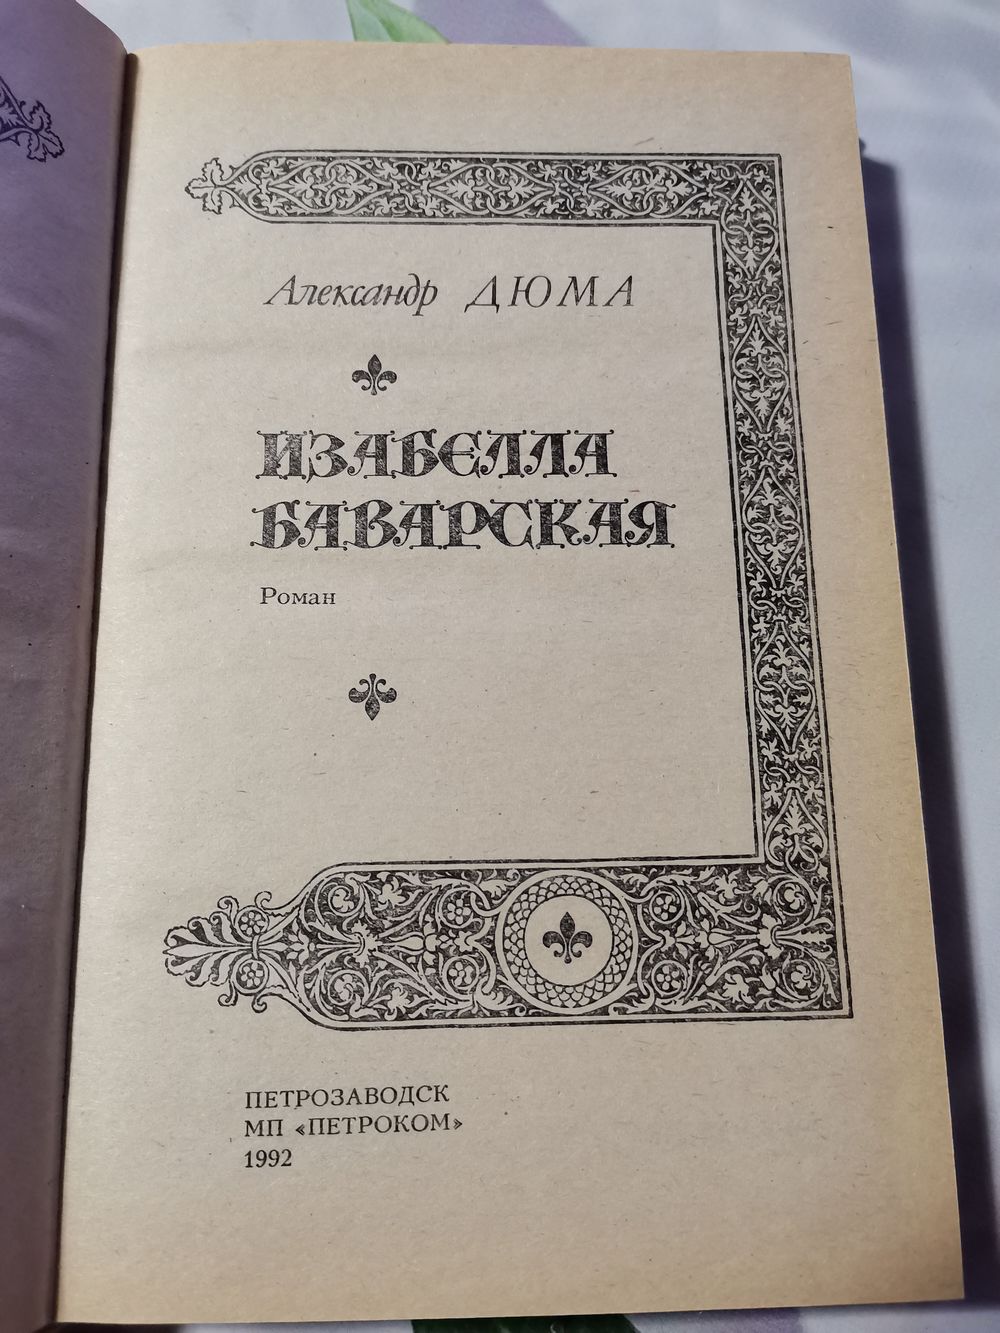 Александр ДЮМА
ИЗАБЕЛЛА
БАВАРСКАЯ
Роман
ПЕТРОЗАВОДСК
МП «ПЕТРОКОМ»
1992